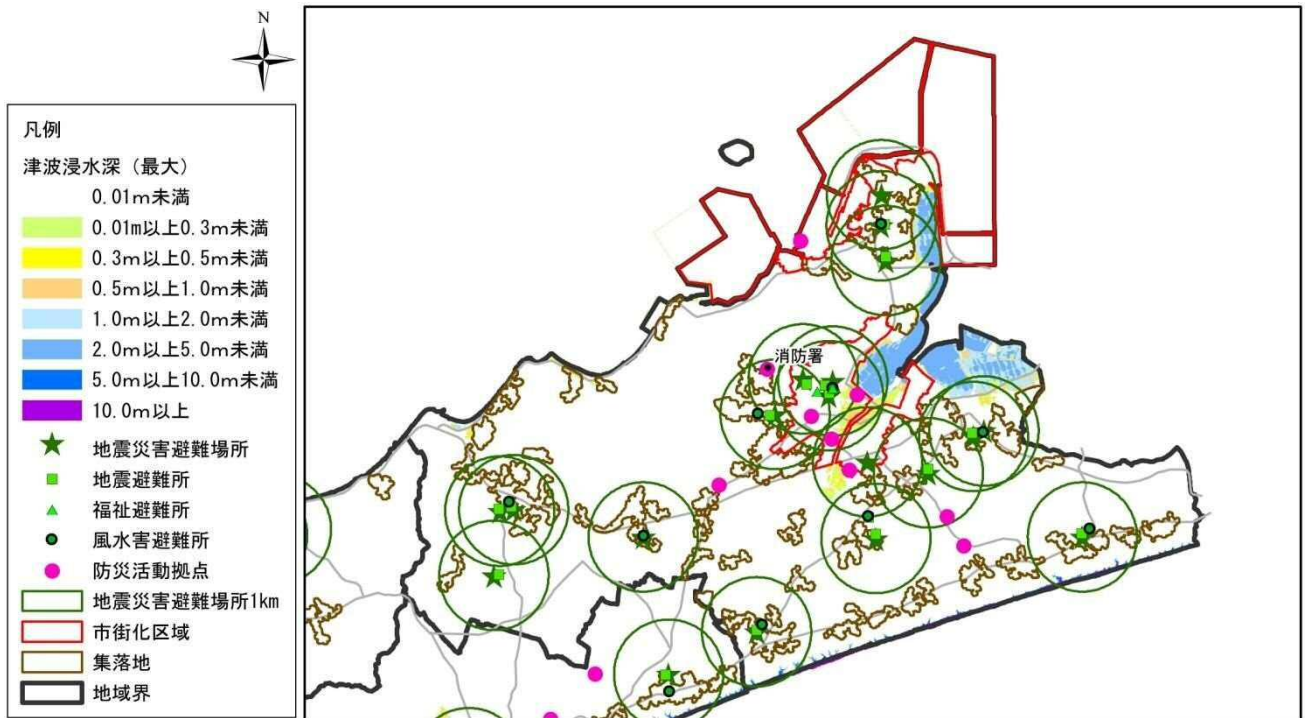 N
凡例
津波浸水深（最大）
0.01ｍ未満
0.01ｍ以上0.3ｍ未満
0.3ｍ以上0.5ｍ未満
0.5ｍ以上1.0ｍ未満
1.0ｍ以上2.0ｍ未満
2.0ｍ以上5.0ｍ未満
5.0ｍ以上10.0ｍ未満
10.0ｍ以上
地震災害避難場所
地震避難所
福祉避難所
風水害避難所
防災活動拠点
地震災害避難場所1km
市街化区域
集落地
地域界
消防署